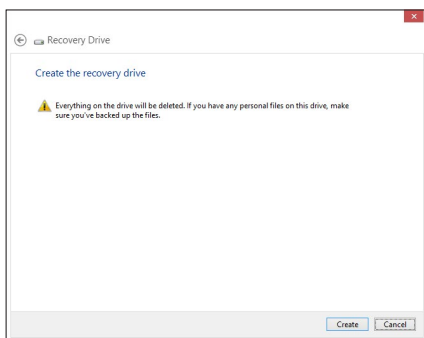 Recovery Drive
Create the recovery drive
Everything on the drive will be deleted. If you have any personal files on this drive, make
sure you've backed up the files.
Create Cancel